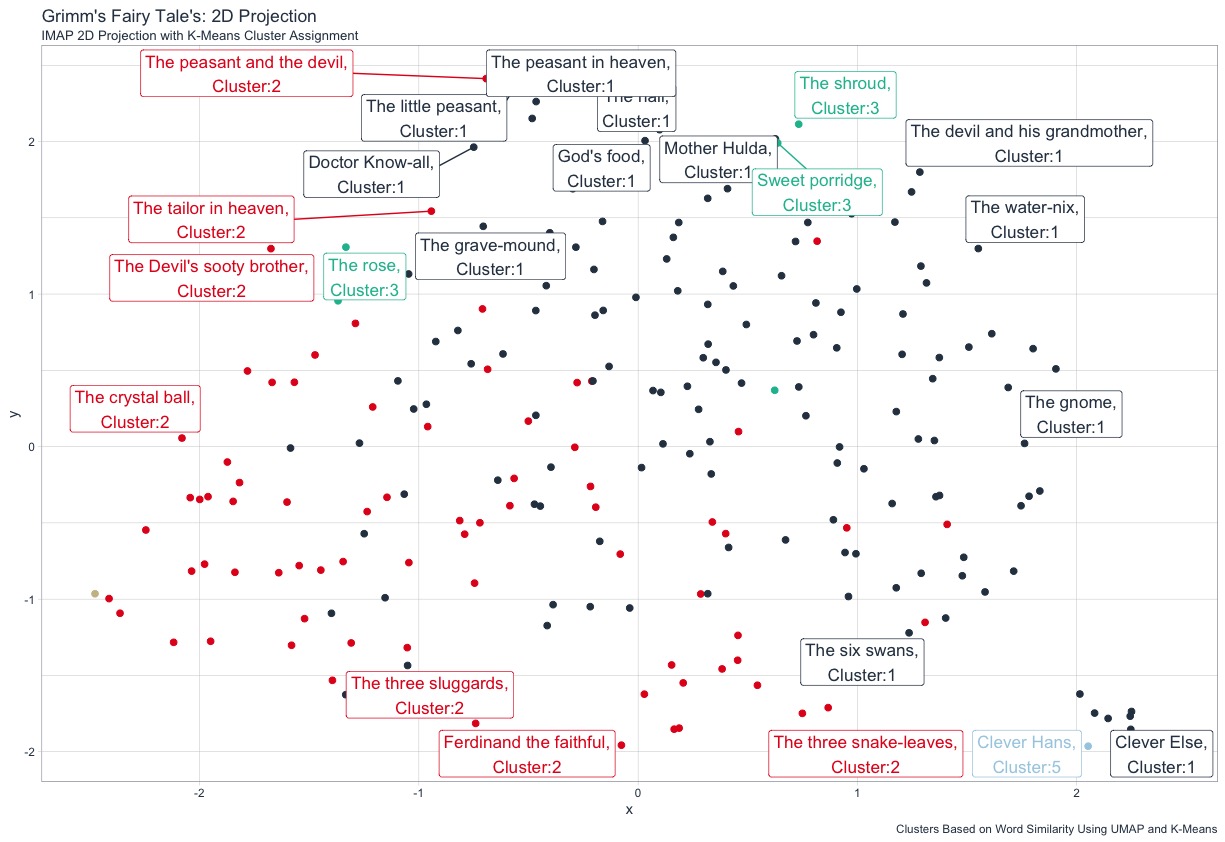 Grimm's Fairy Tale's: 2D Projection
IMAP 2D Projection with K-Means Cluster Assignment
The peasant and the devil,
Cluster:2
The peasant in heaven,
Cluster:1
The little peasant,
Cluster:1
The nail,
Cluster:1
The shroud,
Cluster:3
Doctor Know-all,
Cluster:1
God's food,
Cluster:1
Mother Hulda,
Cluster:1
Sweet porridge,
Cluster:3
The devil and his grandmother,
Cluster:1
The tailor in heaven,
Cluster:2
The water-nix,
Cluster:1
The Devil's sooty brother,
Cluster:2
The rose,
Cluster:3
The grave-mound,
Cluster:1
The crystal ball,
Cluster:2
The gnome,
Cluster:1
The six swans,
Cluster:1
The three sluggards,
Cluster:2
Ferdinand the faithful,
Cluster:2
The three snake-leaves,
Cluster:2
Clever Hans,
Cluster:5
Clever Else,
Cluster:1
2
1
0
-1
-2
y
-2
-1
0
1
2
x
Clusters Based on Word Similarity Using UMAP and K-Means